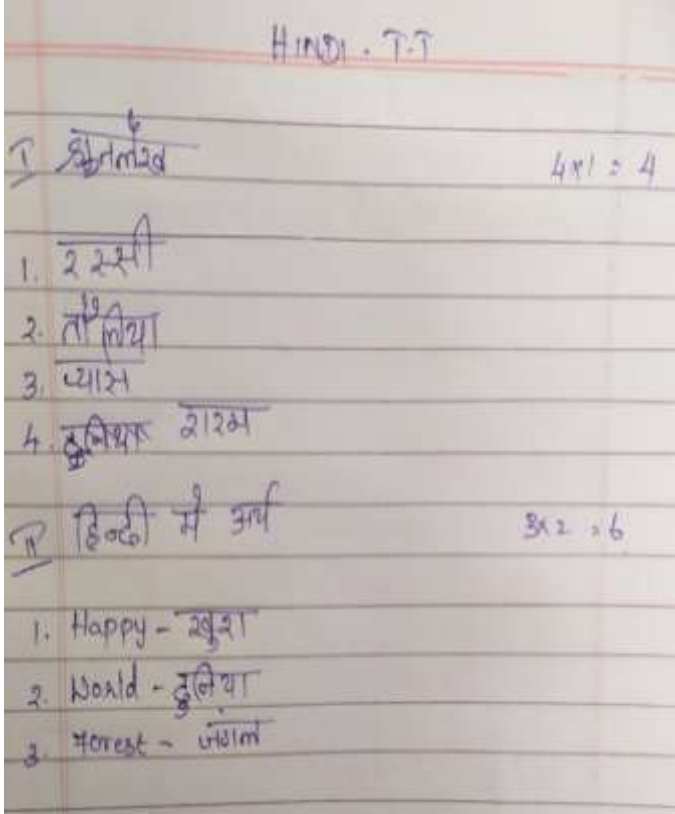 HINDI . T.T
I श्रुतलेख 4x1 = 4
1. रस्सी
2. तौलिया
3. प्यास
4. शरम
II हिन्दी में अर्थ 3x2 = 6
1. Happy - खुश
2. World - दुनिया
3. Forest - जंगल